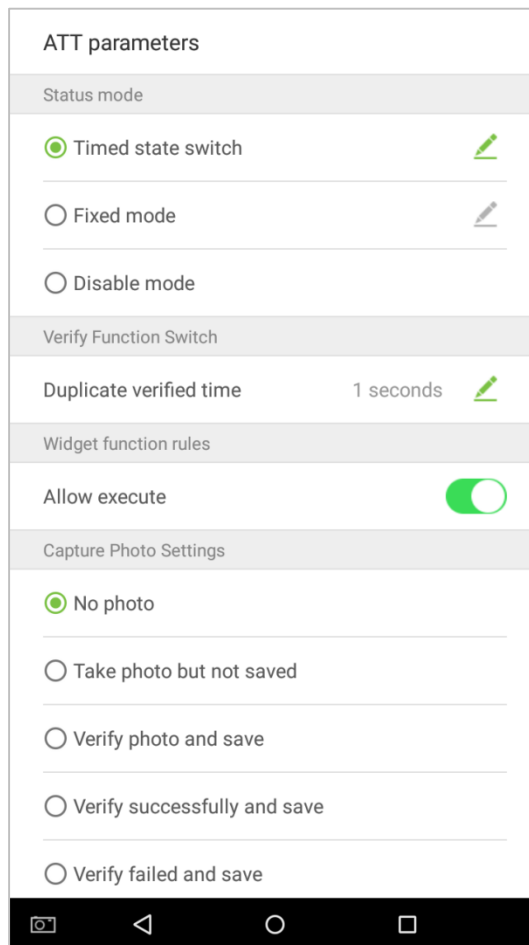 ATT parameters
Status mode
Timed state switch
Fixed mode
Disable mode
Verify Function Switch
Duplicate verified time 1 seconds
Widget function rules
Allow execute
Capture Photo Settings
No photo
Take photo but not saved
Verify photo and save
Verify successfully and save
Verify failed and save